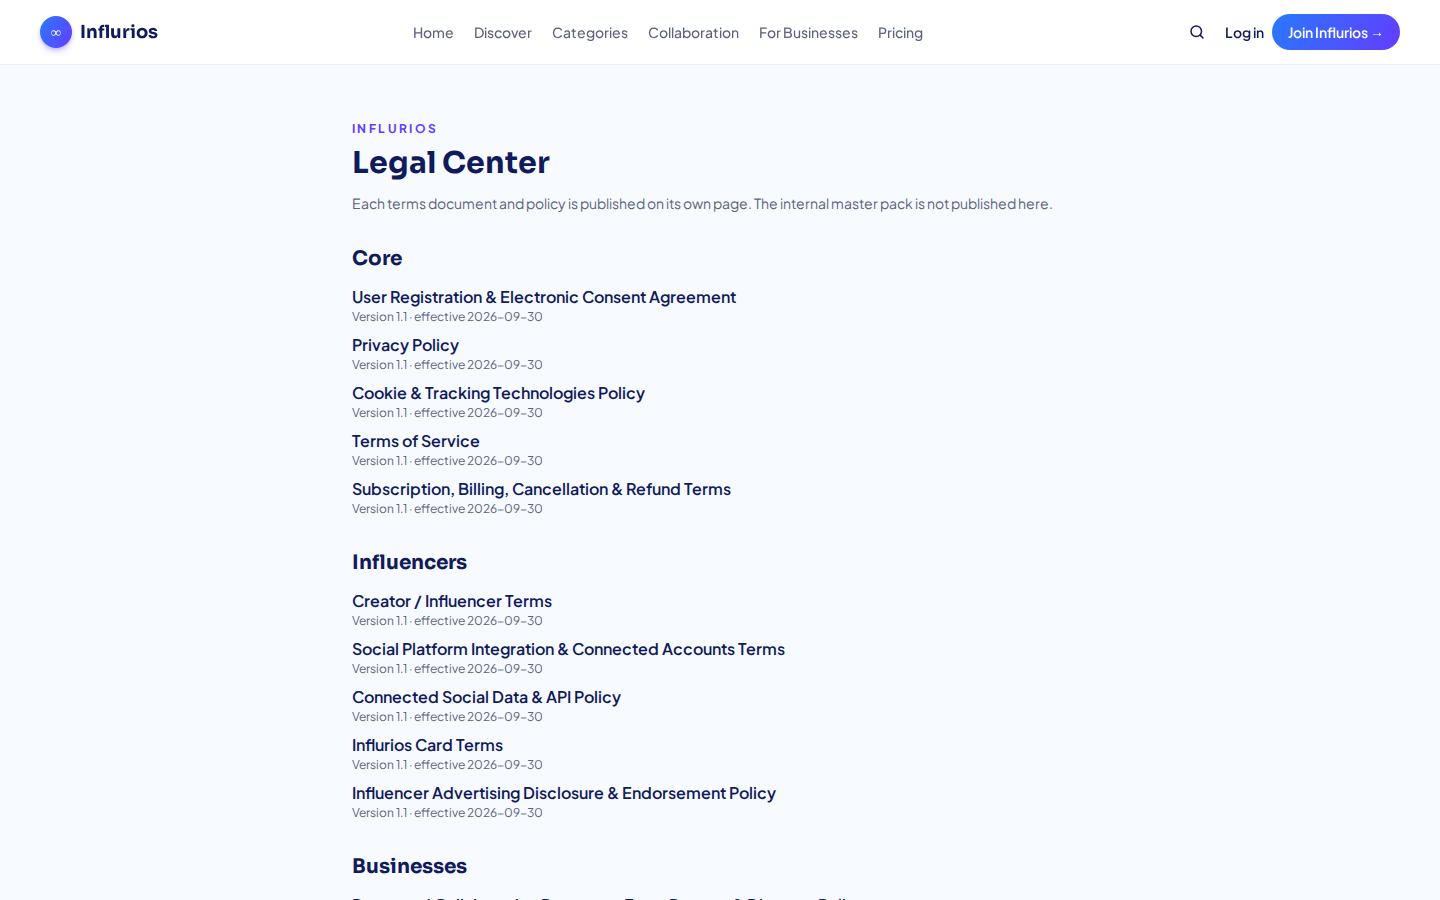 ∞ Influrios
Home Discover Categories Collaboration For Businesses Pricing
Log in Join Influrios →
INFLURIOS
Legal Center
Each terms document and policy is published on its own page. The internal master pack is not published here.
Core
User Registration & Electronic Consent Agreement
Version 1.1 · effective 2026-09-30
Privacy Policy
Version 1.1 · effective 2026-09-30
Cookie & Tracking Technologies Policy
Version 1.1 · effective 2026-09-30
Terms of Service
Version 1.1 · effective 2026-09-30
Subscription, Billing, Cancellation & Refund Terms
Version 1.1 · effective 2026-09-30
Influencers
Creator / Influencer Terms
Version 1.1 · effective 2026-09-30
Social Platform Integration & Connected Accounts Terms
Version 1.1 · effective 2026-09-30
Connected Social Data & API Policy
Version 1.1 · effective 2026-09-30
Influrios Card Terms
Version 1.1 · effective 2026-09-30
Influencer Advertising Disclosure & Endorsement Policy
Version 1.1 · effective 2026-09-30
Businesses